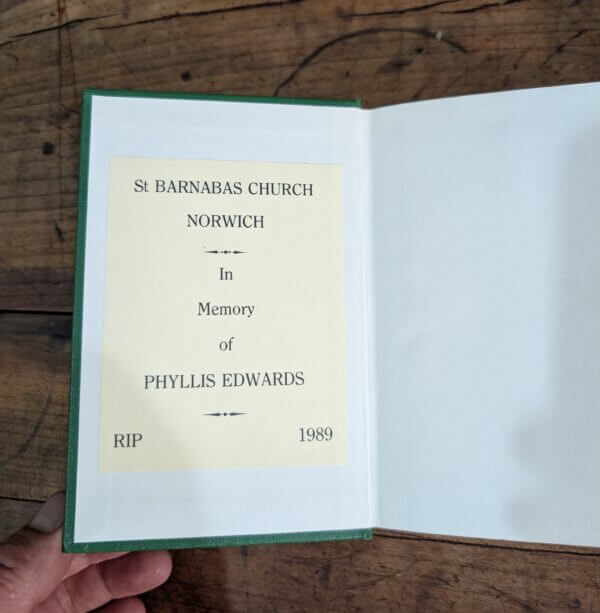 St BARNABAS CHURCH
NORWICH
In
Memory
of
PHYLLIS EDWARDS
RIP 1989